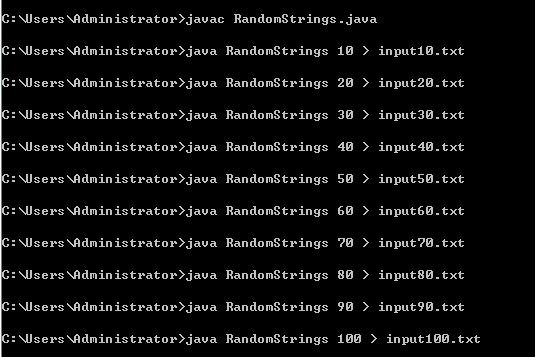 C:\Users\Administrator>javac RandomStrings.java
C:\Users\Administrator>java RandomStrings 10 > input10.txt
C:\Users\Administrator>java RandomStrings 20 > input20.txt
C:\Users\Administrator>java RandomStrings 30 > input30.txt
C:\Users\Administrator>java RandomStrings 40 > input40.txt
C:\Users\Administrator>java RandomStrings 50 > input50.txt
C:\Users\Administrator>java RandomStrings 60 > input60.txt
C:\Users\Administrator>java RandomStrings 70 > input70.txt
C:\Users\Administrator>java RandomStrings 80 > input80.txt
C:\Users\Administrator>java RandomStrings 90 > input90.txt
C:\Users\Administrator>java RandomStrings 100 > input100.txt